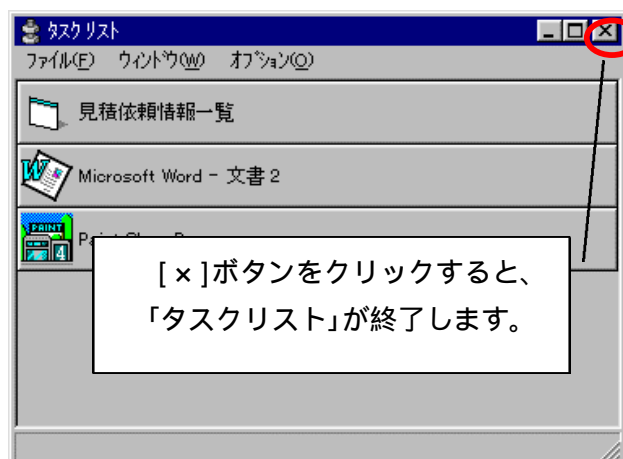 タスクリスト
ファイル(F) ウィンドウ(W) オプション(O)
見積依頼情報一覧
Microsoft Word - 文書 2
PAINT
4
[×]ボタンをクリックすると、
「タスクリスト」が終了します。